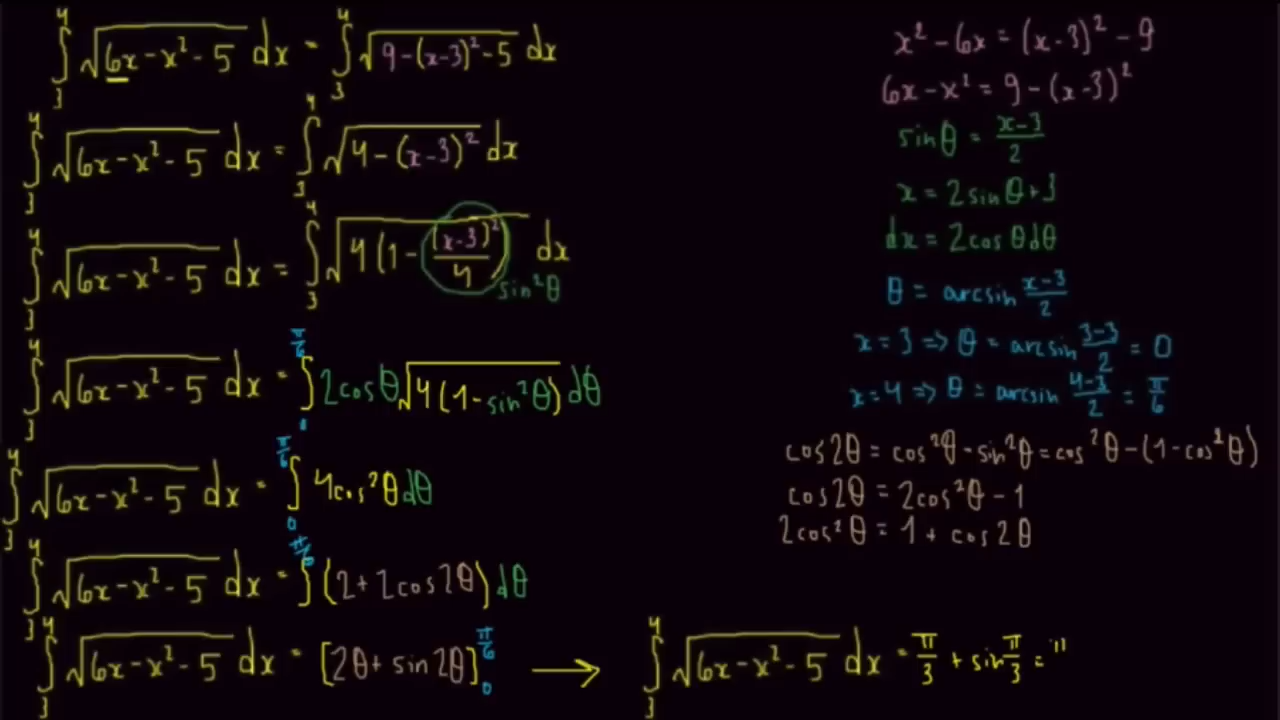 ∫₃⁴ √(6x-x²-5) dx = ∫₃⁴ √(9-(x-3)²-5) dx
∫₃⁴ √(6x-x²-5) dx = ∫₃⁴ √(4-(x-3)²) dx
∫₃⁴ √(6x-x²-5) dx = ∫₃⁴ √(4(1-(x-3)²/4)) dx
sin²θ
∫₃⁴ √(6x-x²-5) dx = ∫₀^(π/6) 2cosθ√(4(1-sin²θ)) dθ
∫₃⁴ √(6x-x²-5) dx = ∫₀^(π/6) 4cos²θdθ
∫₃⁴ √(6x-x²-5) dx = ∫₀^(π/6) (2+2cos2θ)dθ
∫₃⁴ √(6x-x²-5) dx = [2θ+sin2θ]₀^(π/6) →
x²-6x = (x-3)²-9
6x-x² = 9-(x-3)²
sinθ = (x-3)/2
x = 2sinθ+3
dx = 2cosθdθ
θ = arcsin (x-3)/2
x = 3 => θ = arcsin (3-3)/2 = 0
x = 4 => θ = arcsin (4-3)/2 = π/6
cos2θ = cos²θ-sin²θ = cos²θ-(1-cos²θ)
cos2θ = 2cos²θ-1
2cos²θ = 1+cos2θ
∫₃⁴ √(6x-x²-5) dx = π/3 + sin π/3 =